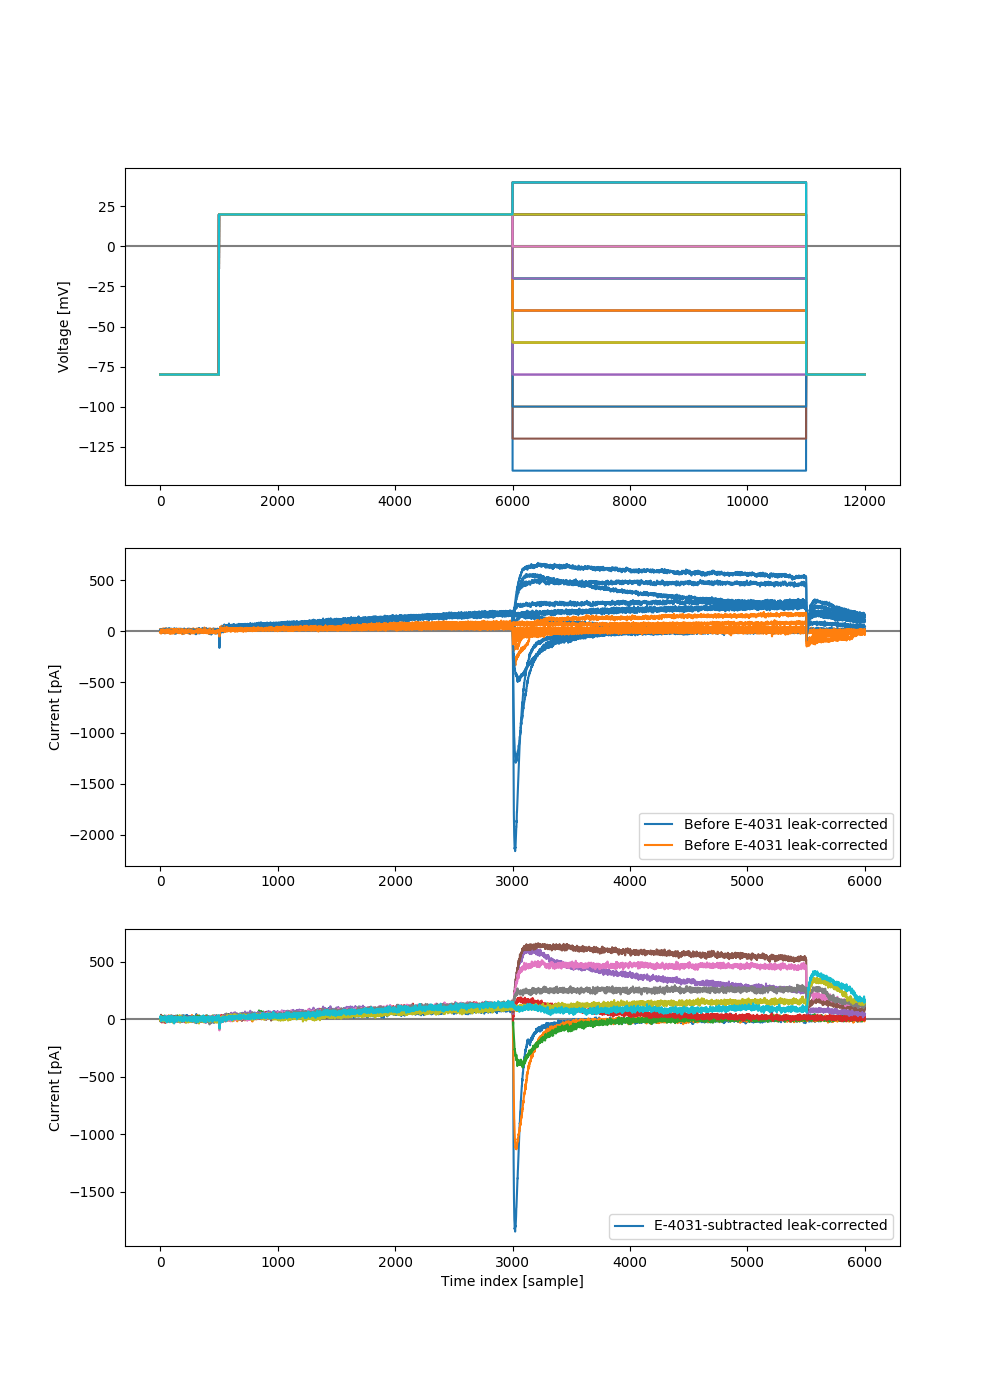 25
0
−25
−50
−75
−100
−125
Voltage [mV]
0 2000 4000 6000 8000 10000 12000
500
0
−500
−1000
−1500
−2000
Current [pA]
Before E-4031 leak-corrected
Before E-4031 leak-corrected
0 1000 2000 3000 4000 5000 6000
500
0
−500
−1000
−1500
Current [pA]
E-4031-subtracted leak-corrected
0 1000 2000 3000 4000 5000 6000
Time index [sample]